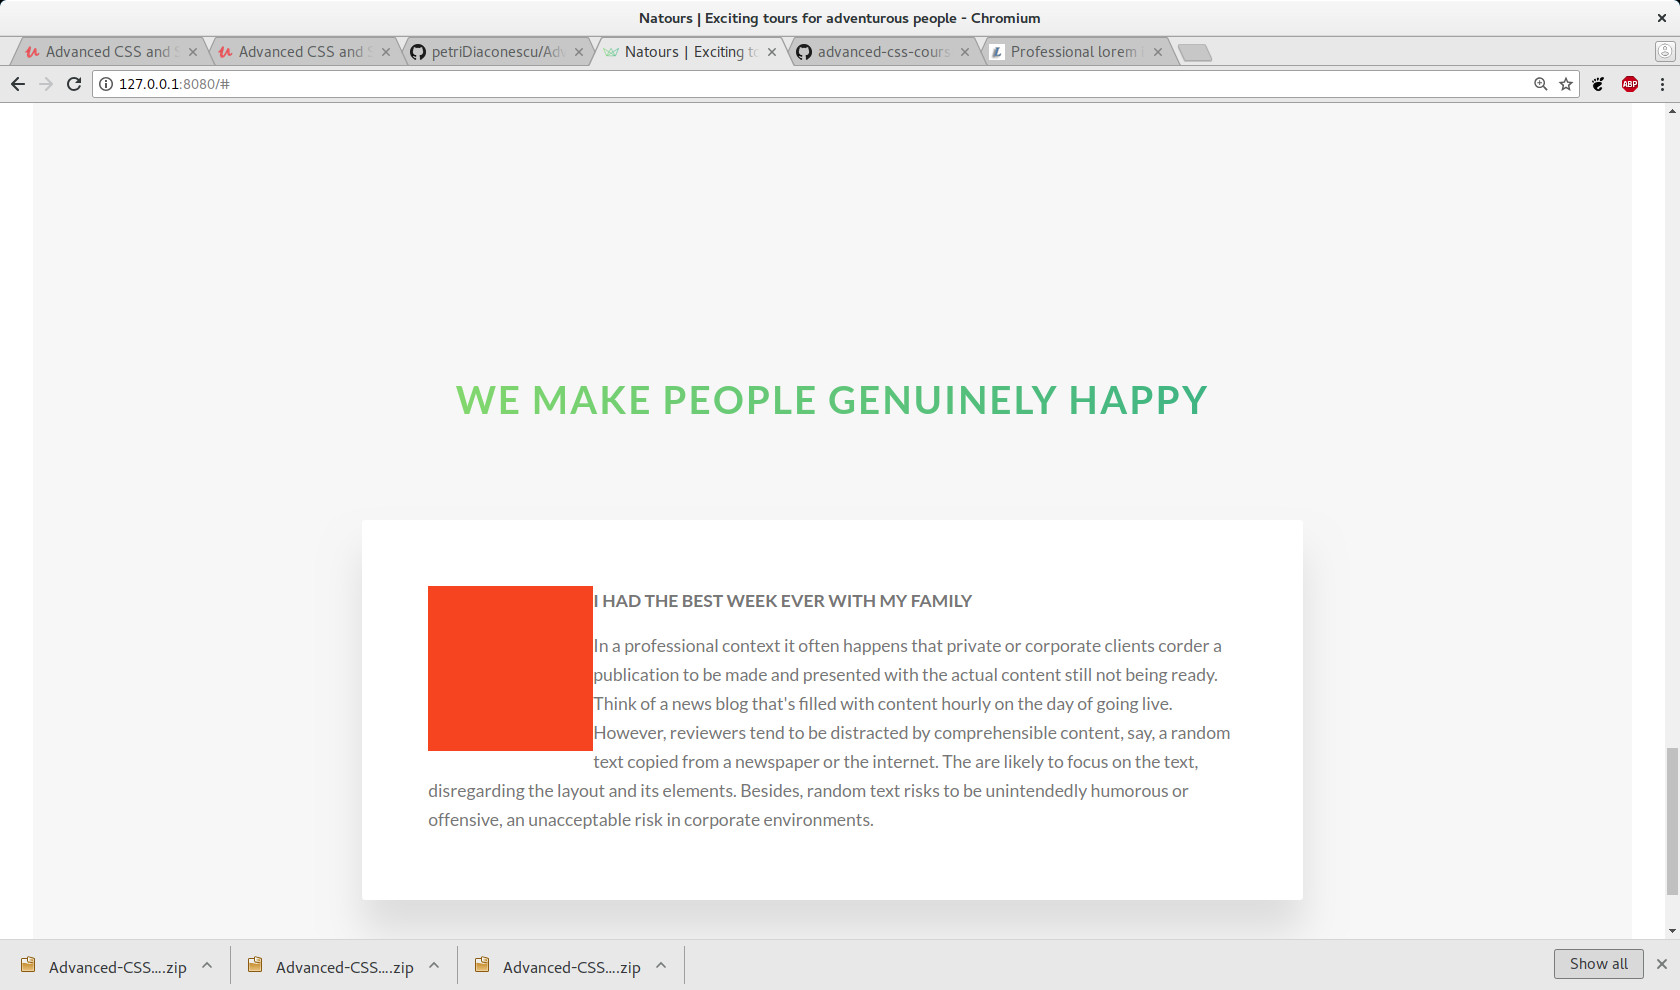 Natours | Exciting tours for adventurous people - Chromium
Advanced CSS and S
Advanced CSS and S
petriDiaconescu/Adv
Natours | Exciting to
advanced-css-cours
Professional lorem
127.0.0.1:8080/#
ABP
WE MAKE PEOPLE GENUINELY HAPPY
I HAD THE BEST WEEK EVER WITH MY FAMILY
In a professional context it often happens that private or corporate clients corder a
publication to be made and presented with the actual content still not being ready.
Think of a news blog that's filled with content hourly on the day of going live.
However, reviewers tend to be distracted by comprehensible content, say, a random
text copied from a newspaper or the internet. The are likely to focus on the text,
disregarding the layout and its elements. Besides, random text risks to be unintendedly humorous or
offensive, an unacceptable risk in corporate environments.
Advanced-CSS....zip
Advanced-CSS....zip
Advanced-CSS....zip
Show all